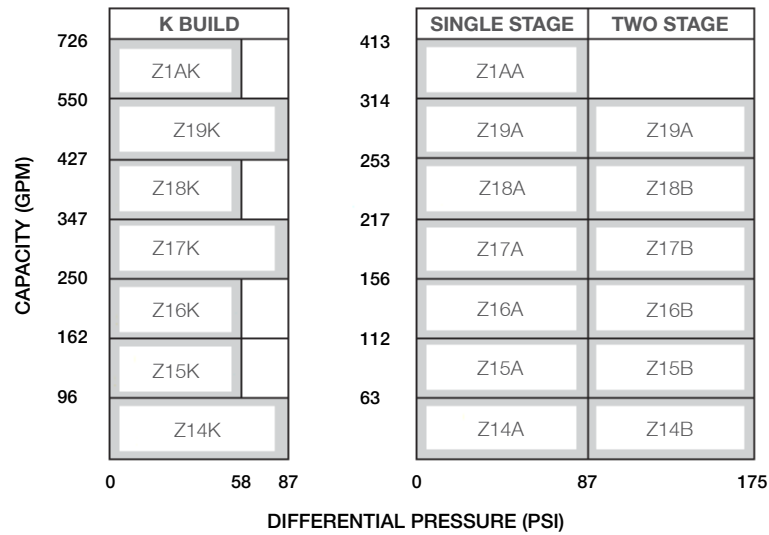 K BUILD
SINGLE STAGE
TWO STAGE
726
413
Z1AK
Z1AA
550
314
Z19K
Z19A
Z19A
427
253
Z18K
Z18A
Z18B
347
217
Z17K
Z17A
Z17B
250
156
Z16K
Z16A
Z16B
162
112
Z15K
Z15A
Z15B
96
63
Z14K
Z14A
Z14B
CAPACITY (GPM)
0
58
87
0
87
175
DIFFERENTIAL PRESSURE (PSI)